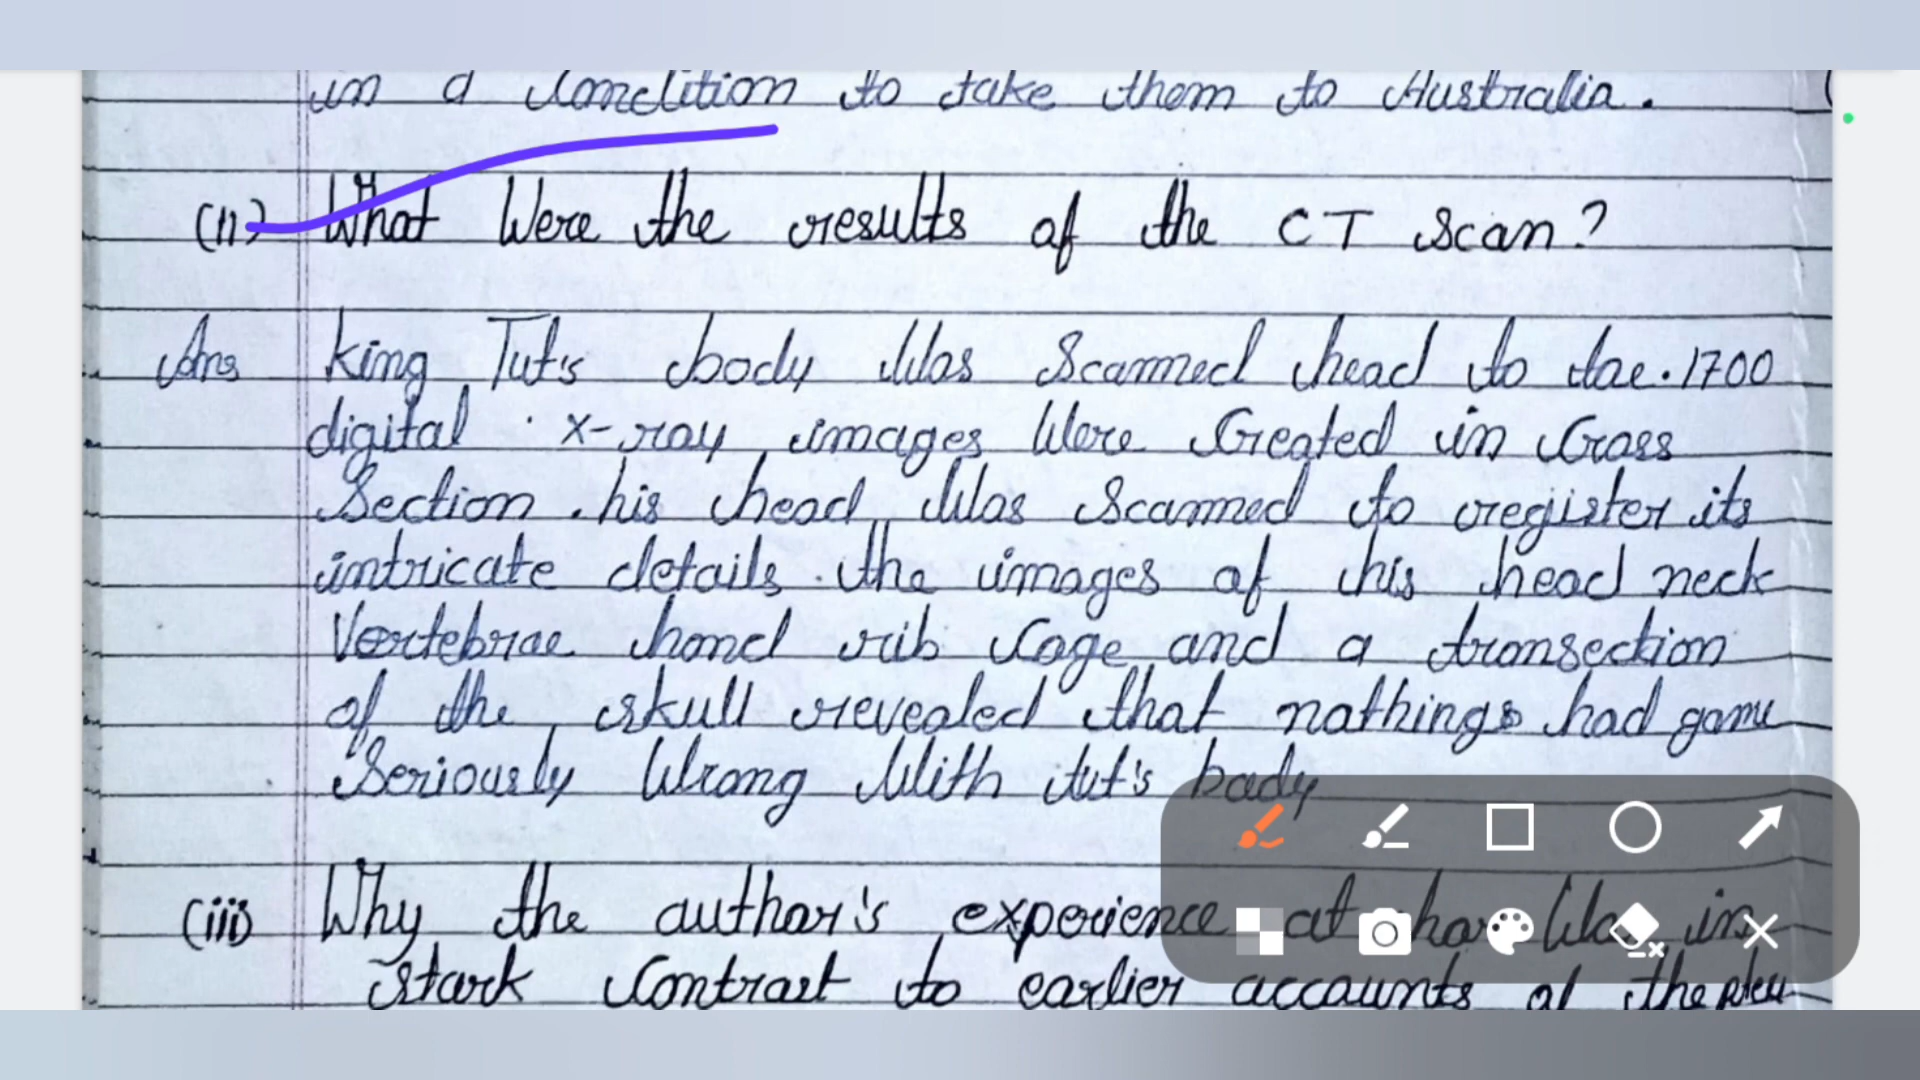 in a condition to take them to Australia.
(ii) What were the results of the CT scan?
Ans King Tut's body was scanned head to toe. 1700
digital x-ray images were created in cross
section. his head was scanned to register its
intricate details. the images of his head neck
vertebrae hand rib cage and a transection
of the skull revealed that nothings had gone
seriously wrong with tut's body
(iii) Why the author's experience at in
stark contrast to earlier accounts of the